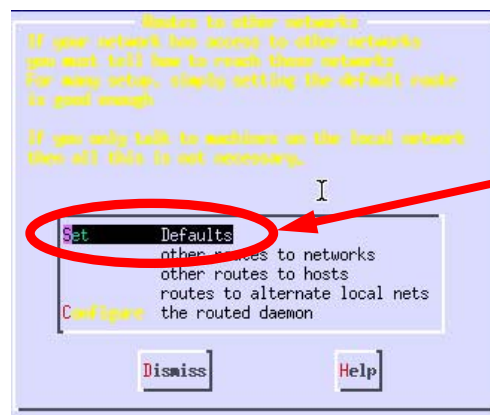 Routes to other networks
If your network has access to other networks
you must tell how to reach those networks
For many setup, simply setting the default route
is good enough
If you only talk to machines on the local network
then all this is not necessary.
Set Defaults
other routes to networks
other routes to hosts
routes to alternate local nets
Configure the routed daemon
Dismiss Help